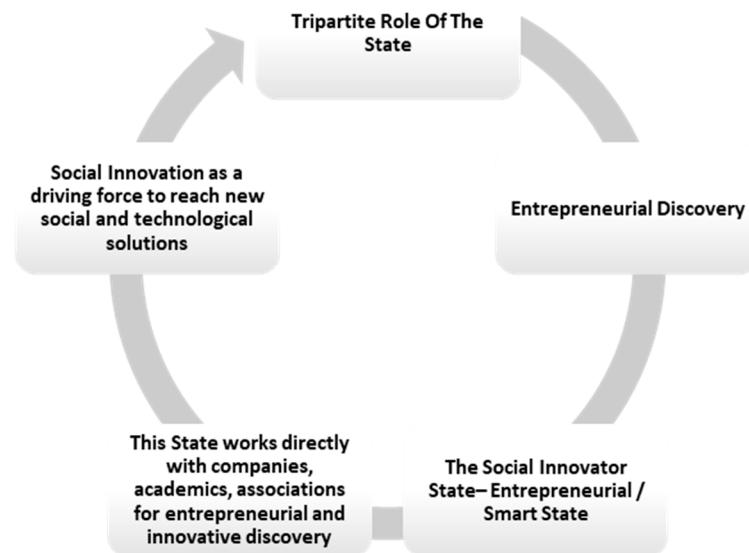 Tripartite Role Of The
State
Entrepreneurial Discovery
The Social Innovator
State– Entrepreneurial /
Smart State
This State works directly
with companies,
academics, associations
for entrepreneurial and
innovative discovery
Social Innovation as a
driving force to reach new
social and technological
solutions